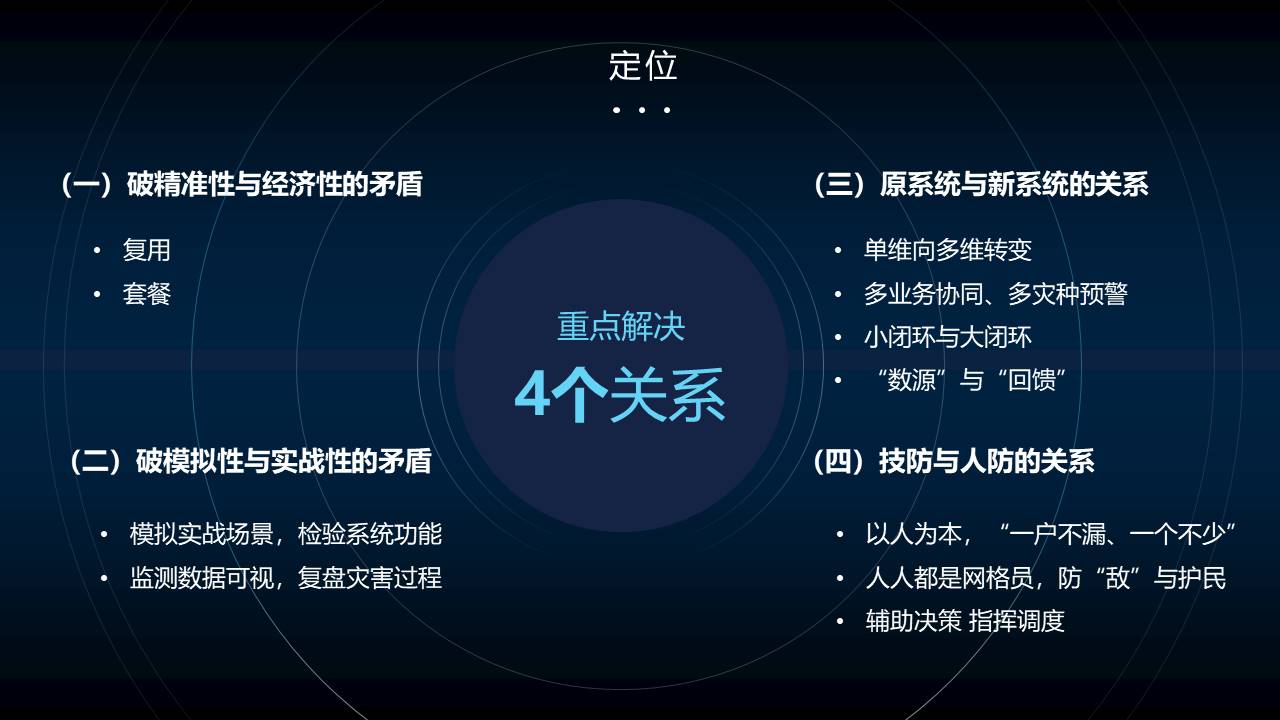 定位
（一）破精准性与经济性的矛盾
• 复用
• 套餐
（二）破模拟性与实战性的矛盾
• 模拟实战场景，检验系统功能
• 监测数据可视，复盘灾害过程
重点解决
4个关系
（三）原系统与新系统的关系
• 单维向多维转变
• 多业务协同、多灾种预警
• 小闭环与大闭环
• “数源”与“回馈”
（四）技防与人防的关系
• 以人为本，“一户不漏、一个不少”
• 人人都是网格员，防“敌”与护民
• 辅助决策 指挥调度